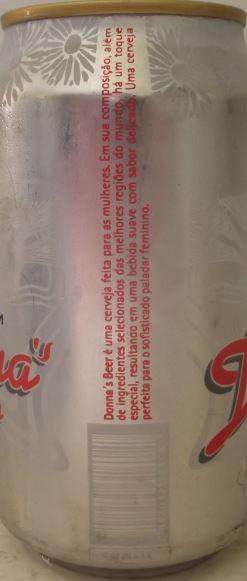 Donna's Beer é uma cerveja feita para as mulheres. Em sua composição, além
de ingredientes selecionados das melhores regiões do mundo, há um toque
especial, resultando em uma bebida suave com sabor delicado. Uma cerveja
perfeita para o sofisticado paladar feminino.
a's